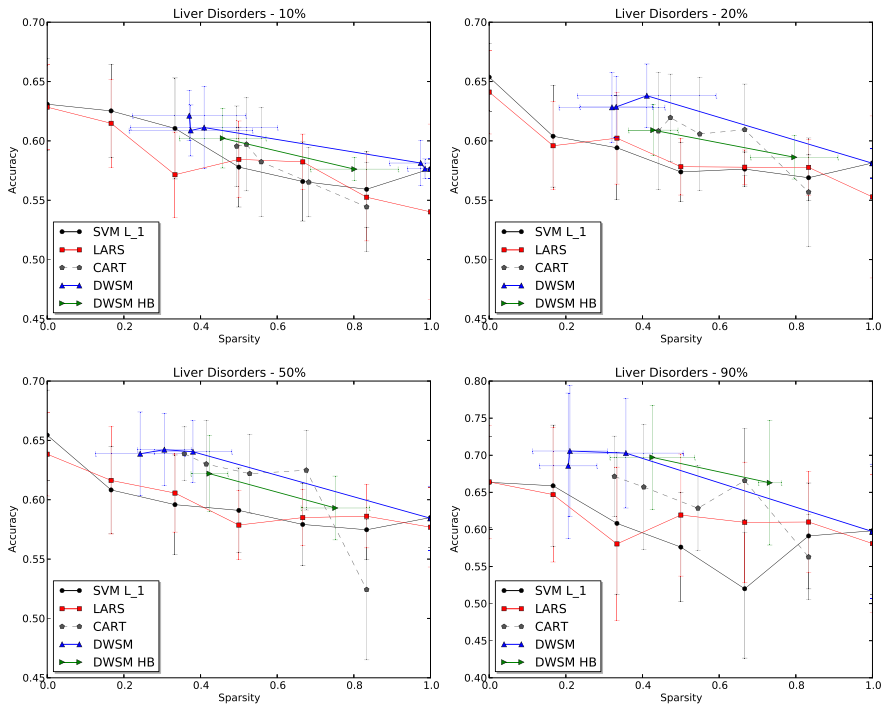 Liver Disorders - 10%
0.70
0.65
0.60
0.55
0.50
0.45
Accuracy
SVM L_1
LARS
CART
DWSM
DWSM HB
0.0 0.2 0.4 0.6 0.8 1.0
Sparsity
Liver Disorders - 20%
0.70
0.65
0.60
0.55
0.50
0.45
Accuracy
SVM L_1
LARS
CART
DWSM
DWSM HB
0.0 0.2 0.4 0.6 0.8 1.0
Sparsity
Liver Disorders - 50%
0.70
0.65
0.60
0.55
0.50
0.45
Accuracy
SVM L_1
LARS
CART
DWSM
DWSM HB
0.0 0.2 0.4 0.6 0.8 1.0
Sparsity
Liver Disorders - 90%
0.80
0.75
0.70
0.65
0.60
0.55
0.50
0.45
0.40
Accuracy
SVM L_1
LARS
CART
DWSM
DWSM HB
0.0 0.2 0.4 0.6 0.8 1.0
Sparsity